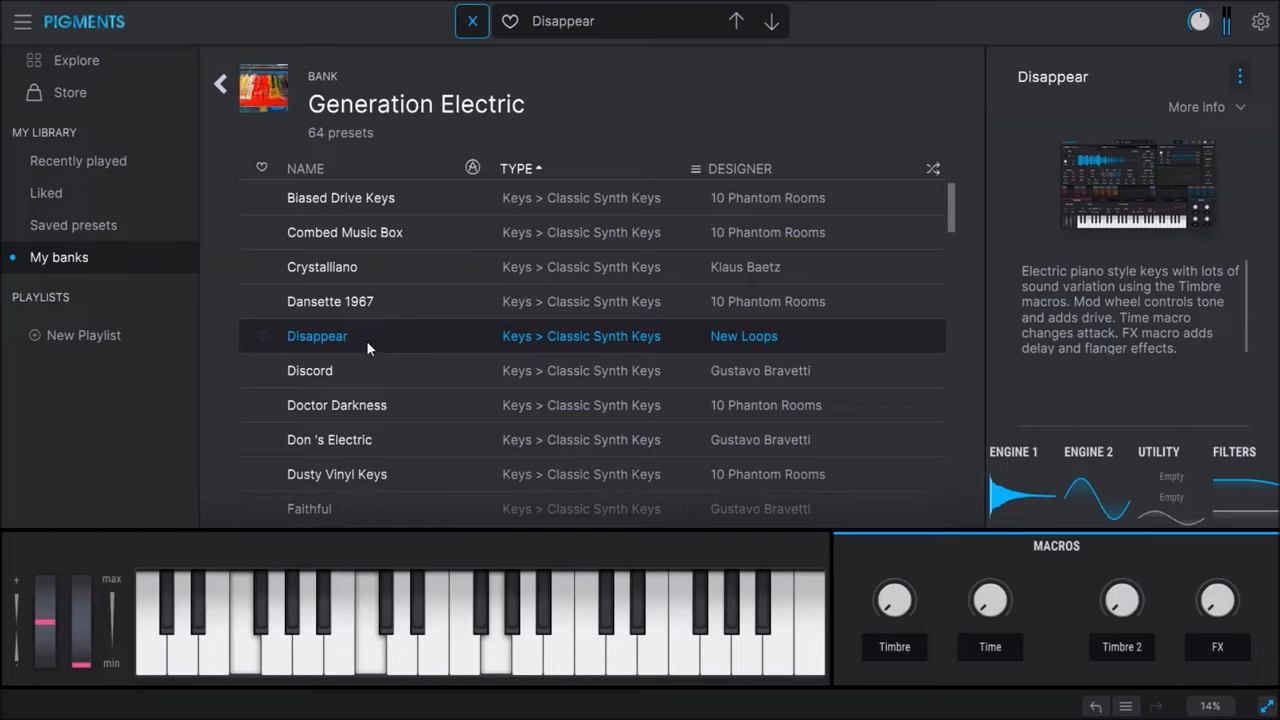 PIGMENTS
X
Disappear
Explore
Store
MY LIBRARY
Recently played
Liked
Saved presets
My banks
PLAYLISTS
New Playlist
BANK
Generation Electric
64 presets
NAME TYPE DESIGNER
Biased Drive Keys Keys > Classic Synth Keys 10 Phantom Rooms
Combed Music Box Keys > Classic Synth Keys 10 Phantom Rooms
Crystalliano Keys > Classic Synth Keys Klaus Baetz
Dansette 1967 Keys > Classic Synth Keys 10 Phantom Rooms
Disappear Keys > Classic Synth Keys New Loops
Discord Keys > Classic Synth Keys Gustavo Bravetti
Doctor Darkness Keys > Classic Synth Keys 10 Phanton Rooms
Don 's Electric Keys > Classic Synth Keys Gustavo Bravetti
Dusty Vinyl Keys Keys > Classic Synth Keys 10 Phantom Rooms
Faithful Keys > Classic Synth Keys Gustavo Bravetti
Disappear
More info
Electric piano style keys with lots of
sound variation using the Timbre
macros. Mod wheel controls tone
and adds drive. Time macro
changes attack. FX macro adds
delay and flanger effects.
ENGINE 1 ENGINE 2 UTILITY FILTERS
Empty
Empty
+
-
max
min
MACROS
Timbre Time Timbre 2 FX
14%